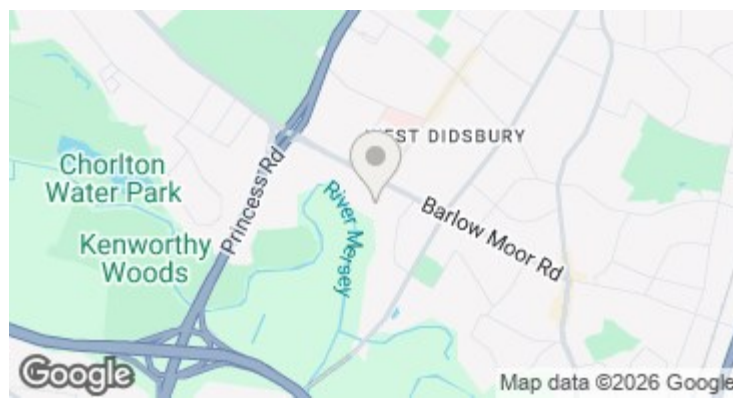 WEST DIDSBURY
Chorlton
Water Park
Princess Rd
River Mersey
Barlow Moor Rd
Kenworthy
Woods
Google
Map data ©2026 Google